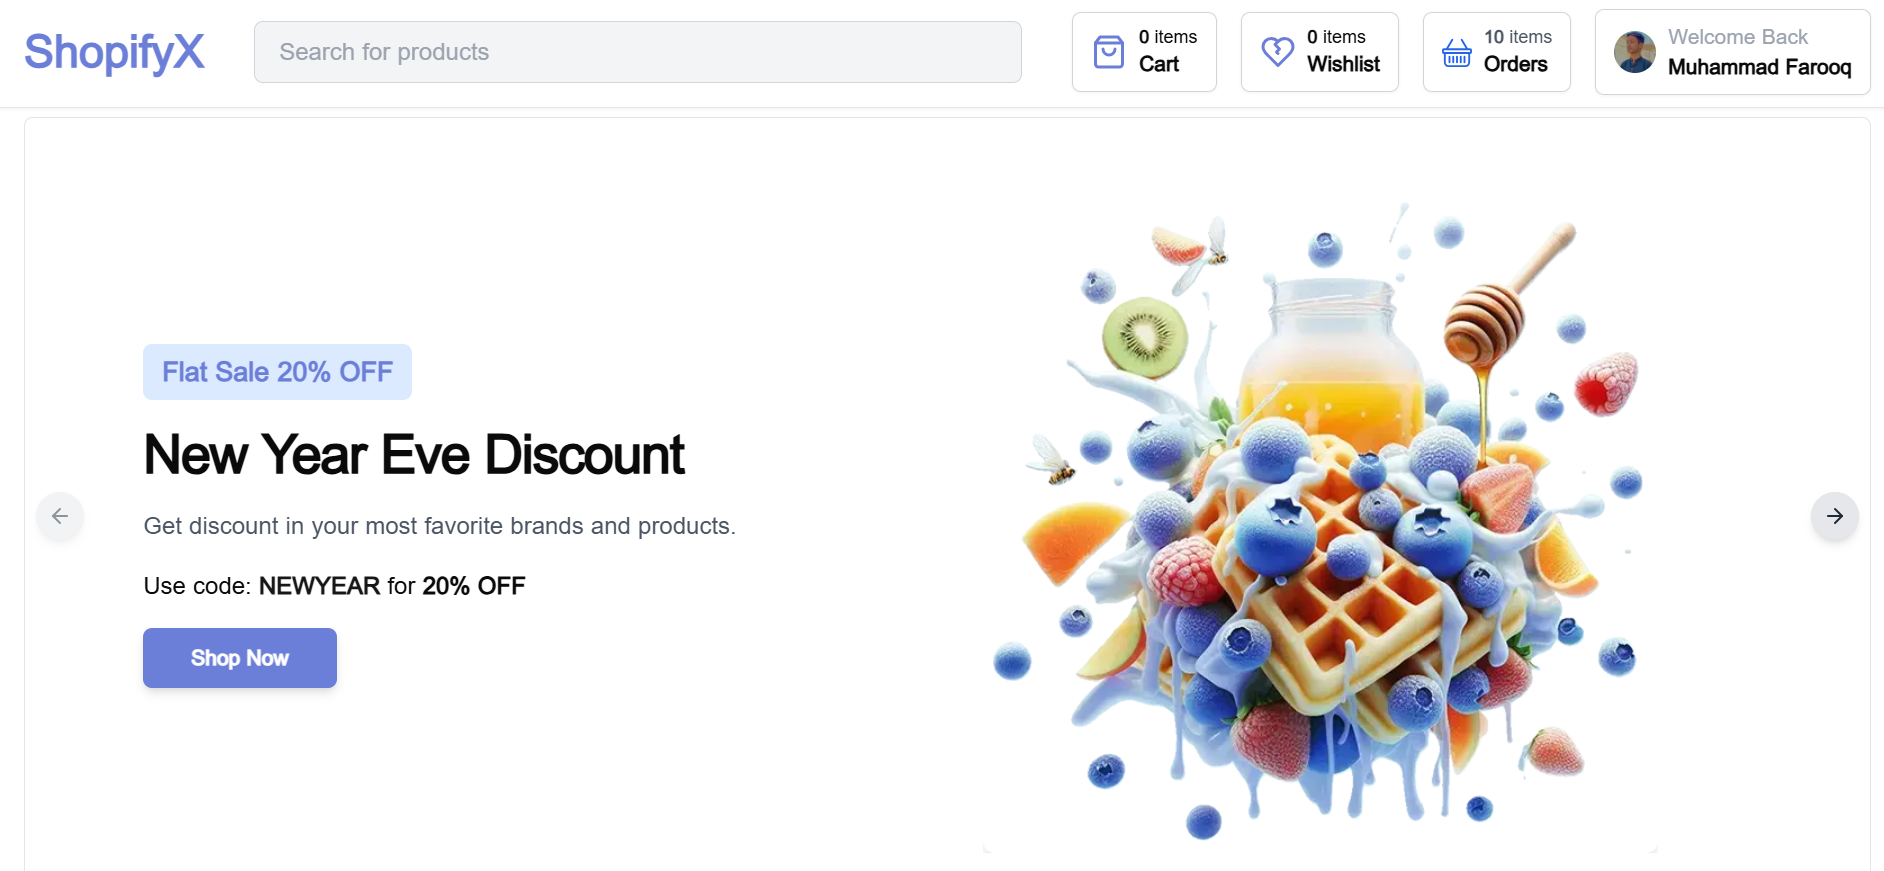 ShopifyX
Search for products
0 items
Cart
0 items
Wishlist
10 items
Orders
Welcome Back
Muhammad Farooq
Flat Sale 20% OFF
New Year Eve Discount
Get discount in your most favorite brands and products.
Use code: NEWYEAR for 20% OFF
Shop Now